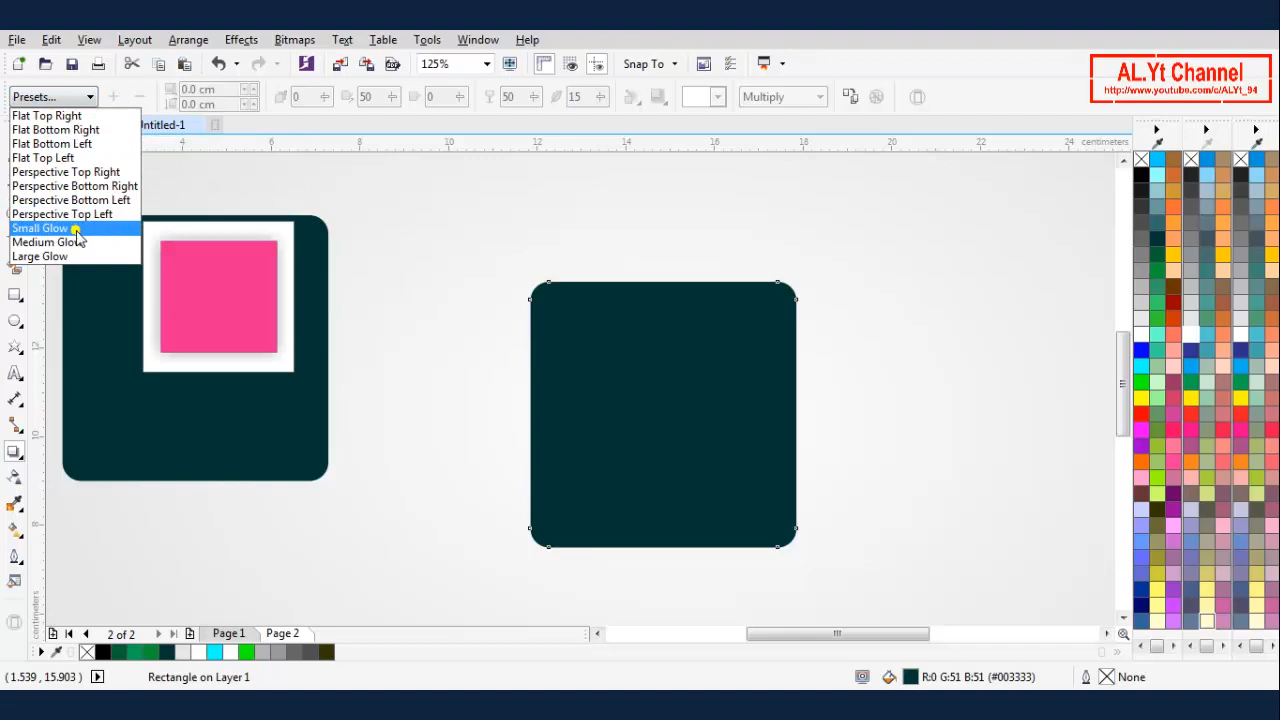 File Edit View Layout Arrange Effects Bitmaps Text Table Tools Window Help
125% Snap To
AL.Yt Channel
http://www.youtube.com/c/ALYt_94
Presets... 0.0 cm 0 50 0 50 15 Multiply
0.0 cm
Flat Top Right
Flat Bottom Right
Flat Bottom Left
Flat Top Left
Perspective Top Right
Perspective Bottom Right
Perspective Bottom Left
Perspective Top Left
Small Glow
Medium Glow
Large Glow
Untitled-1
4 6 8 10 12 14 16 18 20 22 24 centimeters
12
10
8
centimeters
2 of 2 Page 1 Page 2
(1.539 , 15.903) Rectangle on Layer 1 R:0 G:51 B:51 (#003333) None